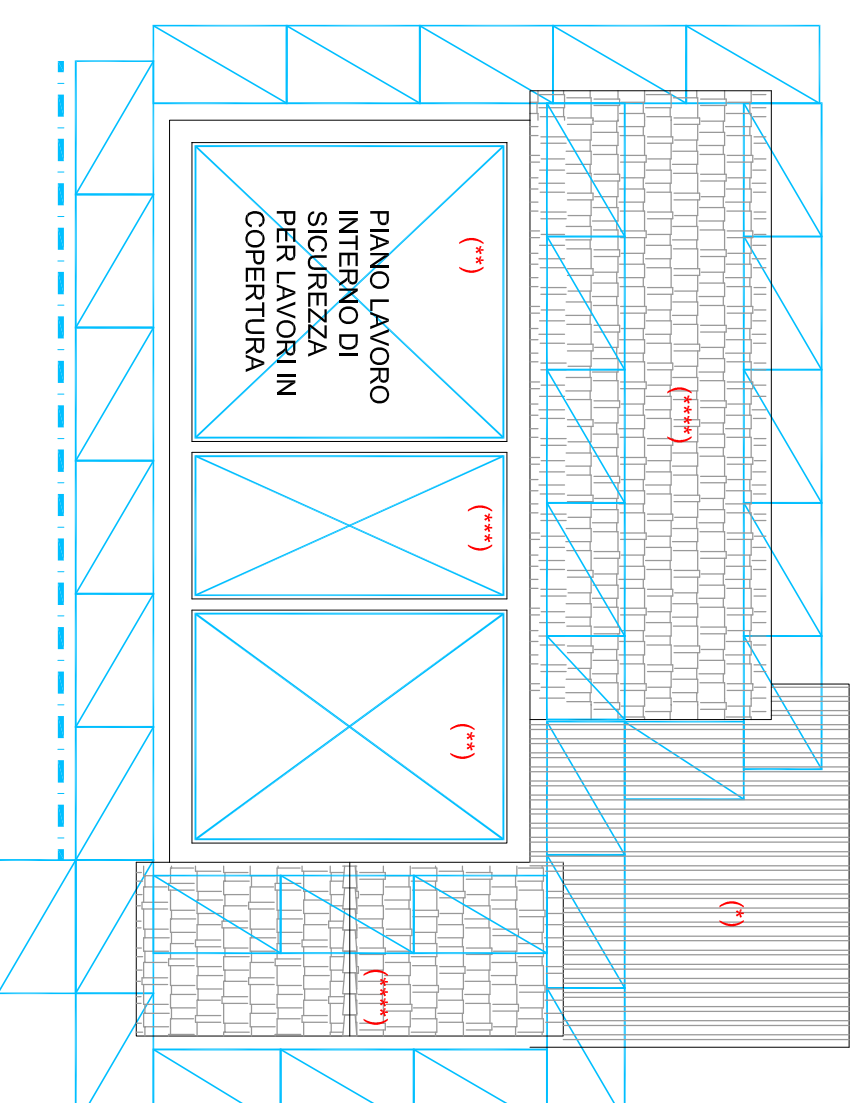 (**)
PIANO LAVORO
INTERNO DI
SICUREZZA
PER LAVORI IN
COPERTURA
(****)
(***)
(**)
(*)
(****)